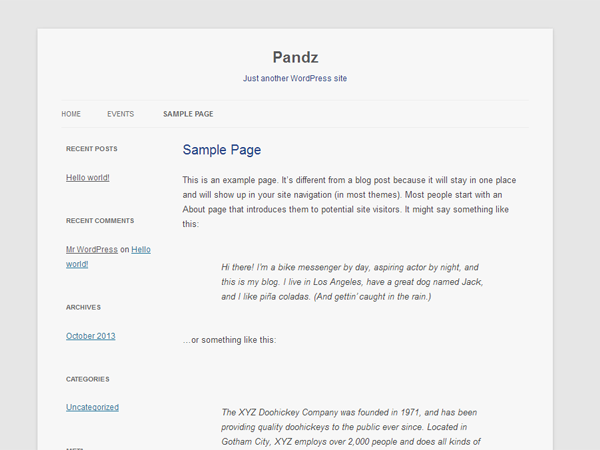 Pandz
Just another WordPress site
HOME EVENTS SAMPLE PAGE
RECENT POSTS
Hello world!
RECENT COMMENTS
Mr WordPress on Hello
world!
ARCHIVES
October 2013
CATEGORIES
Uncategorized
META
Sample Page
This is an example page. It's different from a blog post because it will stay in one place
and will show up in your site navigation (in most themes). Most people start with an
About page that introduces them to potential site visitors. It might say something like
this:
Hi there! I'm a bike messenger by day, aspiring actor by night, and
this is my blog. I live in Los Angeles, have a great dog named Jack,
and I like piña coladas. (And gettin' caught in the rain.)
…or something like this:
The XYZ Doohickey Company was founded in 1971, and has been
providing quality doohickeys to the public ever since. Located in
Gotham City, XYZ employs over 2,000 people and does all kinds of